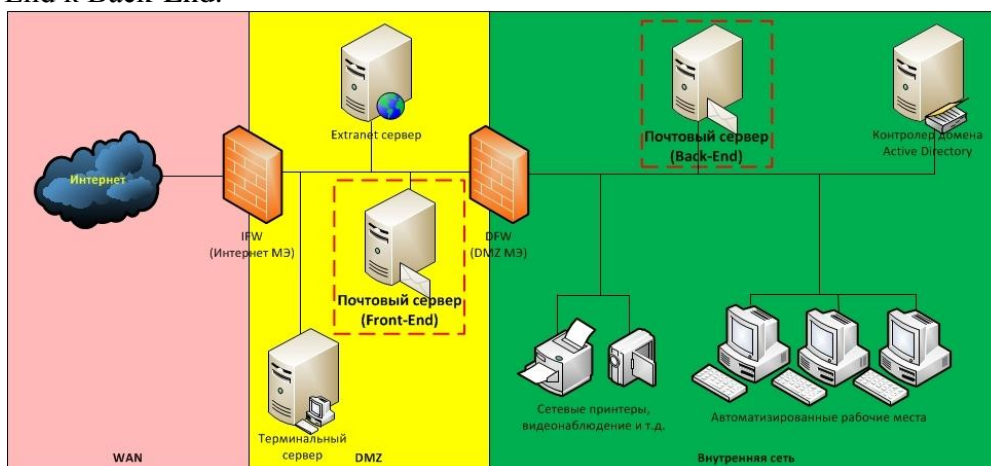 End к Back-End.
Extranet сервер
Почтовый сервер
(Back-End)
Контролер домена
Active Directory
Интернет
IFW
(Интернет МЭ)
DFW
(DMZ МЭ)
Почтовый сервер
(Front-End)
Терминальный
сервер
Сетевые принтеры,
видеонаблюдение и т.д.
Автоматизированные рабочие места
WAN
DMZ
Внутренняя сеть